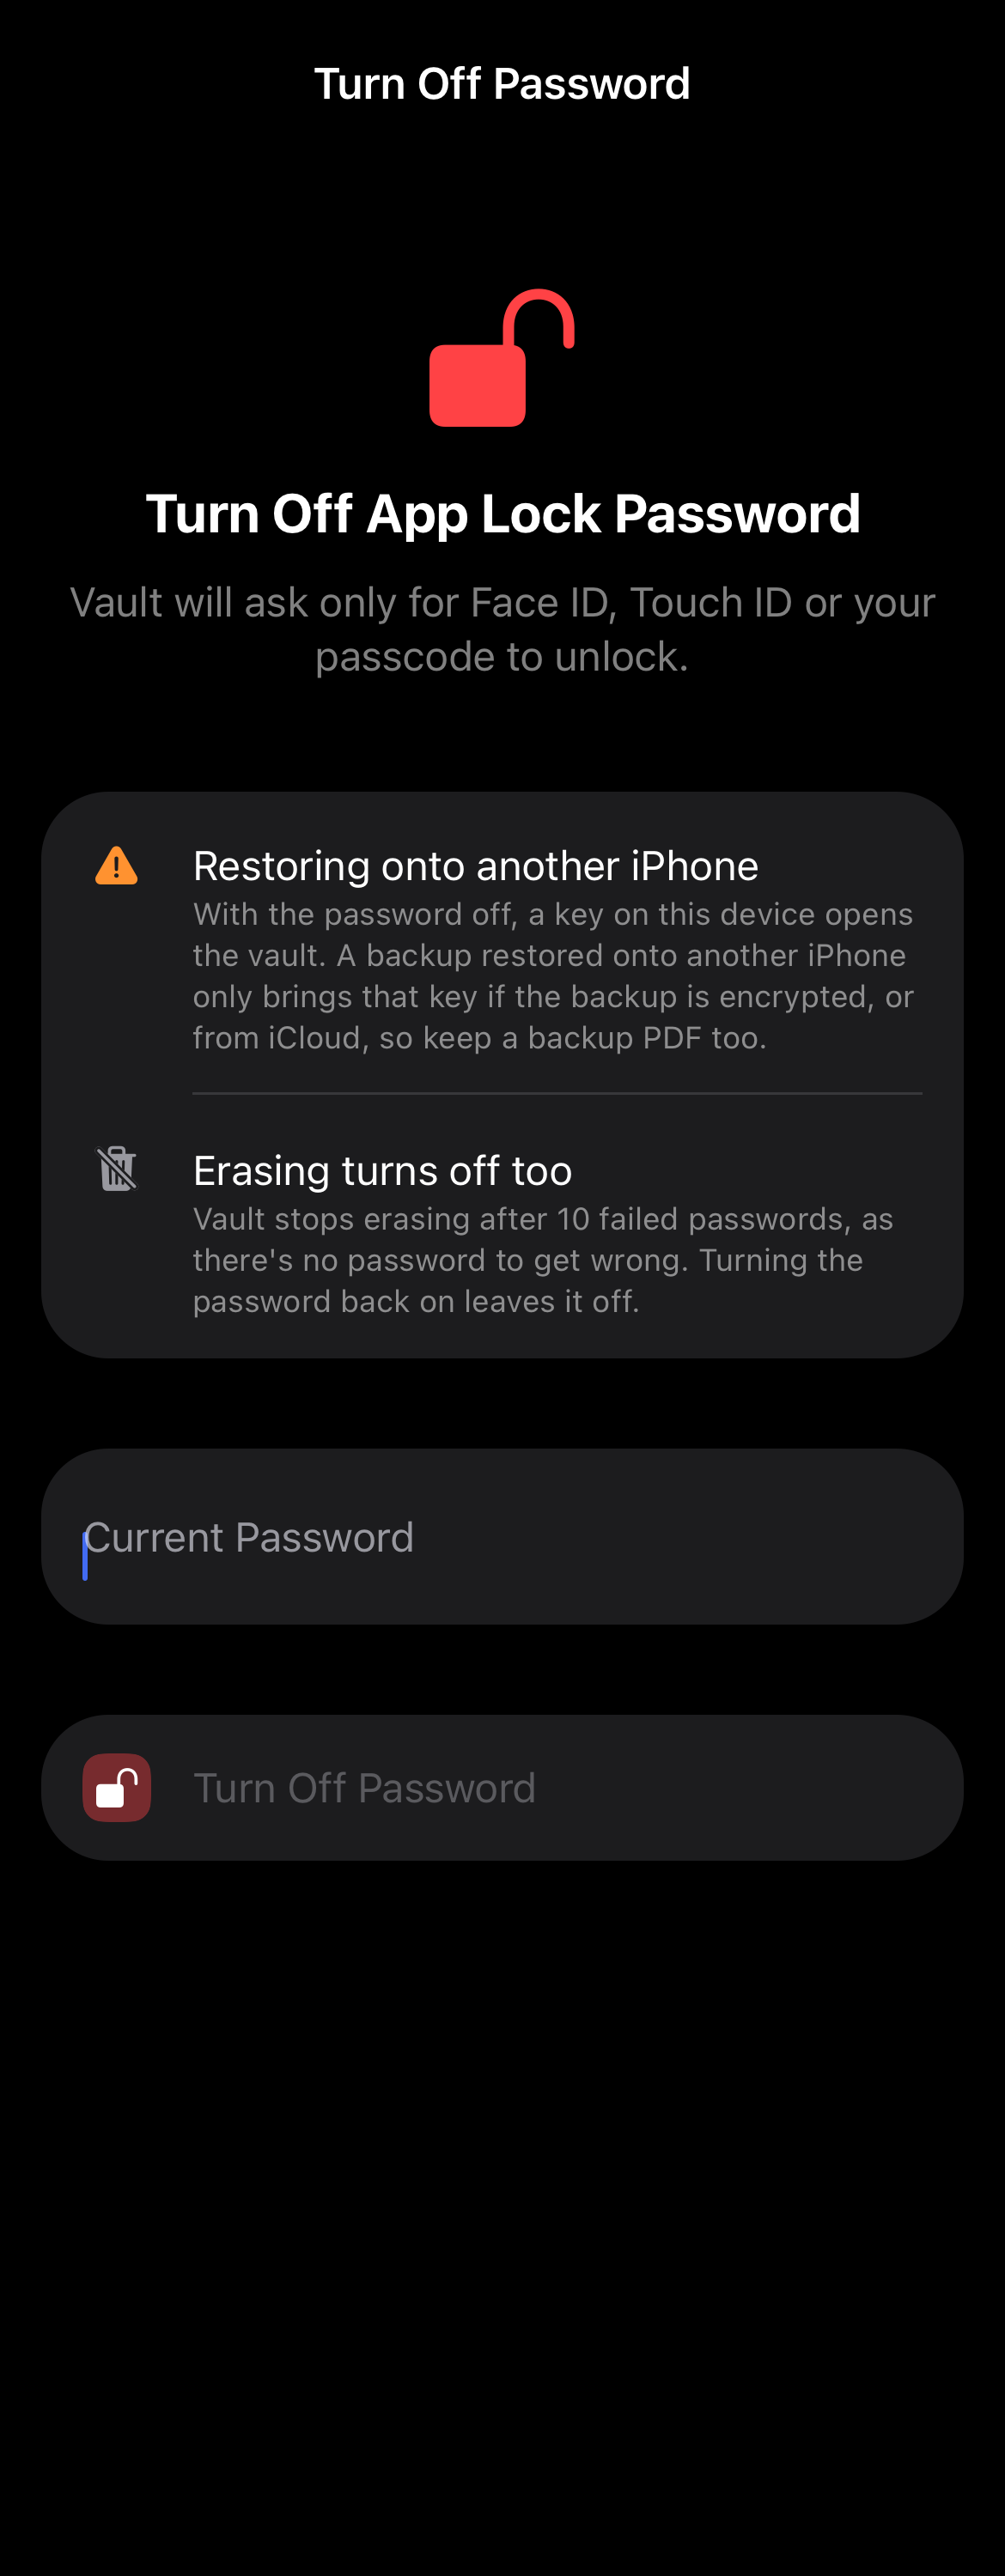 Turn Off Password
Turn Off App Lock Password
Vault will ask only for Face ID, Touch ID or your
passcode to unlock.
Restoring onto another iPhone
With the password off, a key on this device opens
the vault. A backup restored onto another iPhone
only brings that key if the backup is encrypted, or
from iCloud, so keep a backup PDF too.
Erasing turns off too
Vault stops erasing after 10 failed passwords, as
there's no password to get wrong. Turning the
password back on leaves it off.
Current Password
Turn Off Password